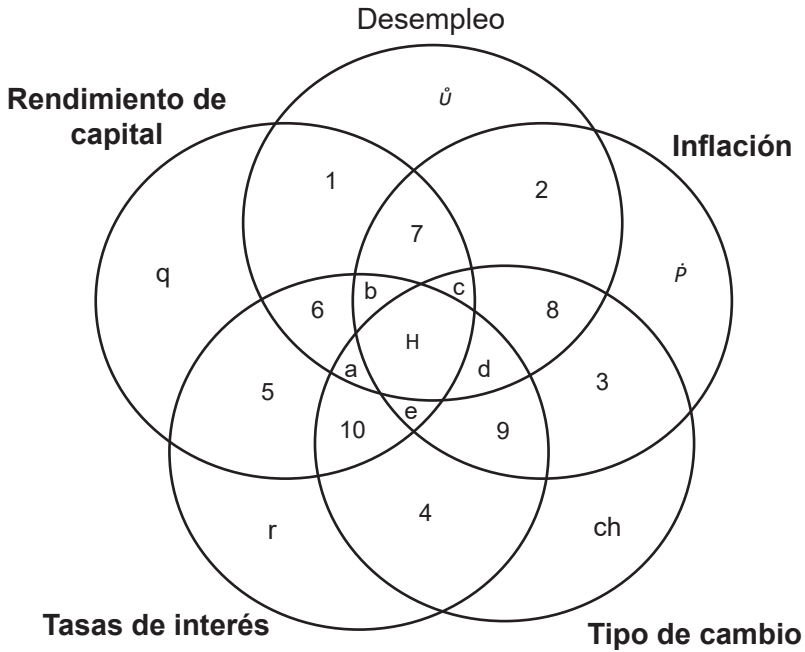 Desempleo
Rendimiento de
capital
Ů
Inflación
1
2
7
q
Ṗ
b
c
6
8
H
a
d
5
3
e
10
9
4
r
ch
Tasas de interés
Tipo de cambio